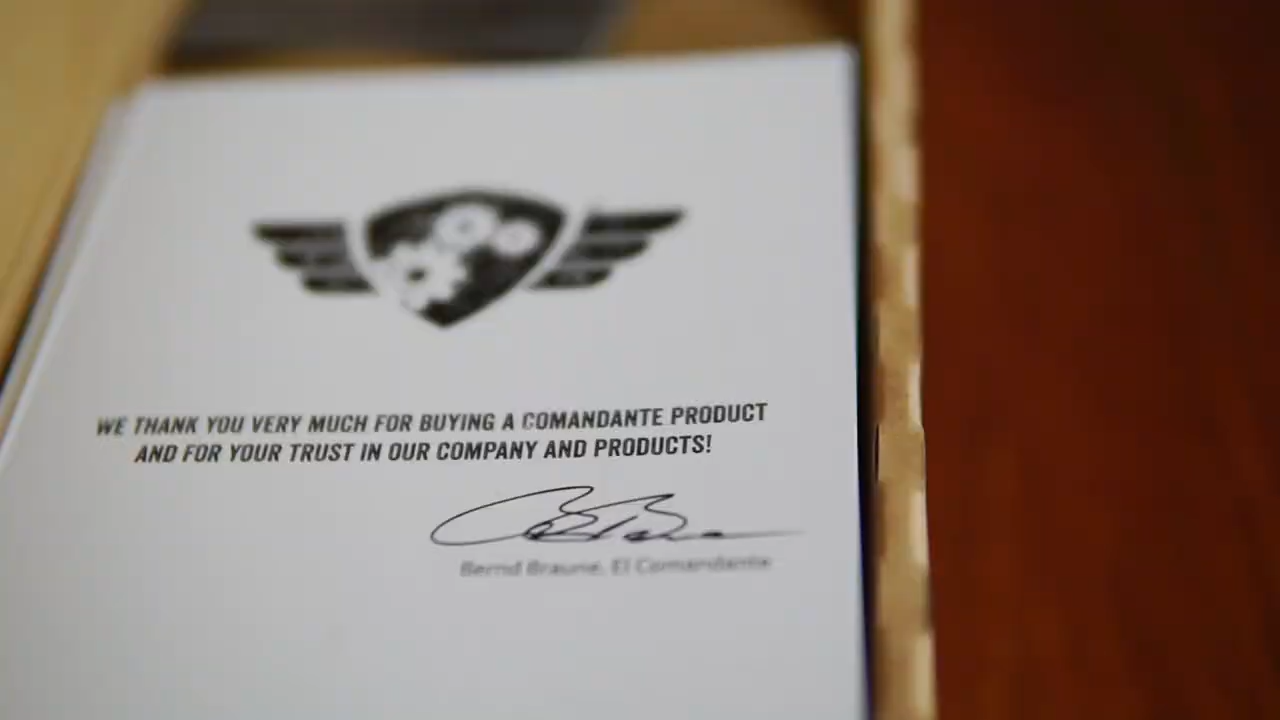 WE THANK YOU VERY MUCH FOR BUYING A COMANDANTE PRODUCT
AND FOR YOUR TRUST IN OUR COMPANY AND PRODUCTS!
Bernd Braune, El Comandante